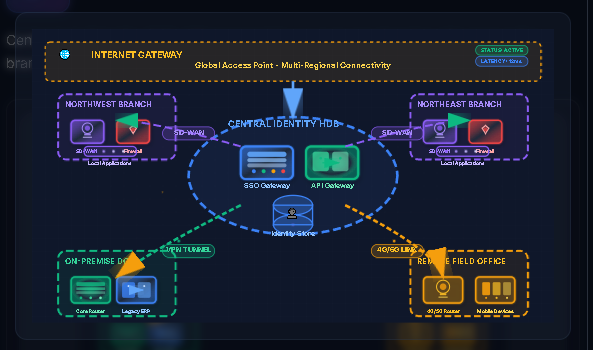 Cen
bran
INTERNET GATEWAY
Global Access Point - Multi-Regional Connectivity
STATUS: ACTIVE
LATENCY: 12ms
NORTHWEST BRANCH
SD-WAN
Firewall
Local Applications
SD-WAN
CENTRAL IDENTITY HUB
SSO Gateway
API Gateway
Identity Store
SD-WAN
NORTHEAST BRANCH
SD-WAN
Firewall
Local Applications
VPN TUNNEL
ON-PREMISE
Core Router
Legacy ERP
4G/5G LINK
REMOTE FIELD OFFICE
4G/5G Router
Mobile Devices